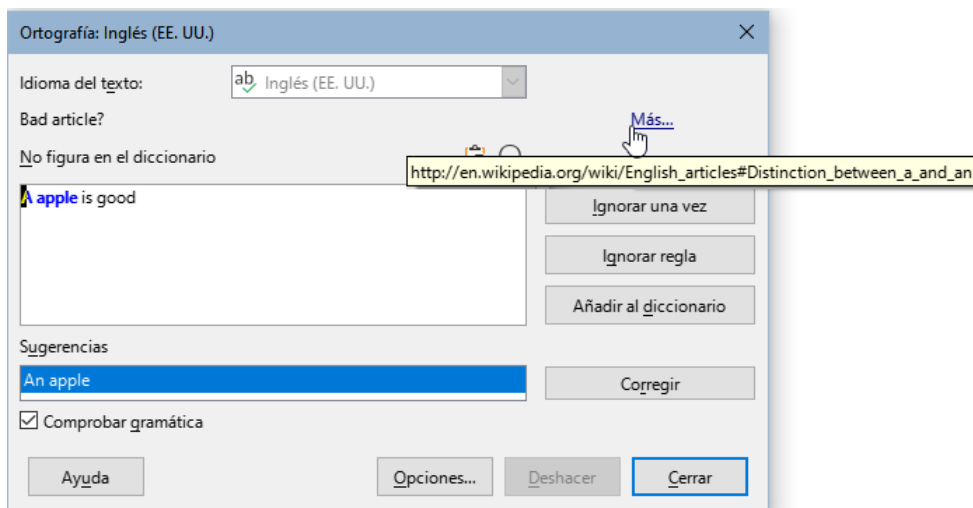 Ortografía: Inglés (EE. UU.)
Idioma del texto:
Inglés (EE. UU.)
Bad article?
Más...
No figura en el diccionario
http://en.wikipedia.org/wiki/English_articles#Distinction_between_a_and_an
A apple is good
Ignorar una vez
Ignorar regla
Añadir al diccionario
Sugerencias
An apple
Corregir
Comprobar gramática
Ayuda
Opciones...
Deshacer
Cerrar